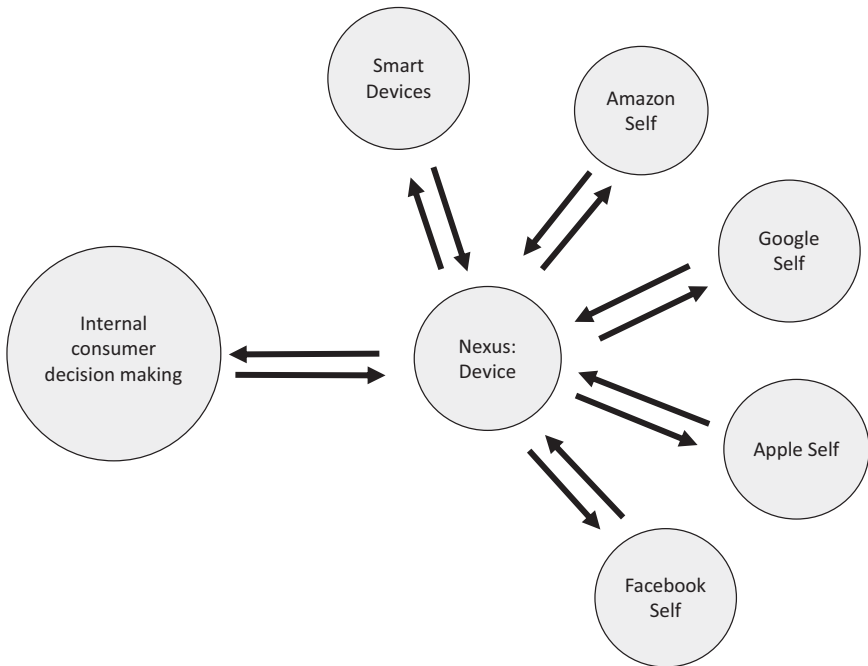 Smart
Devices
Amazon
Self
Google
Self
Internal
consumer
decision making
Nexus:
Device
Apple Self
Facebook
Self